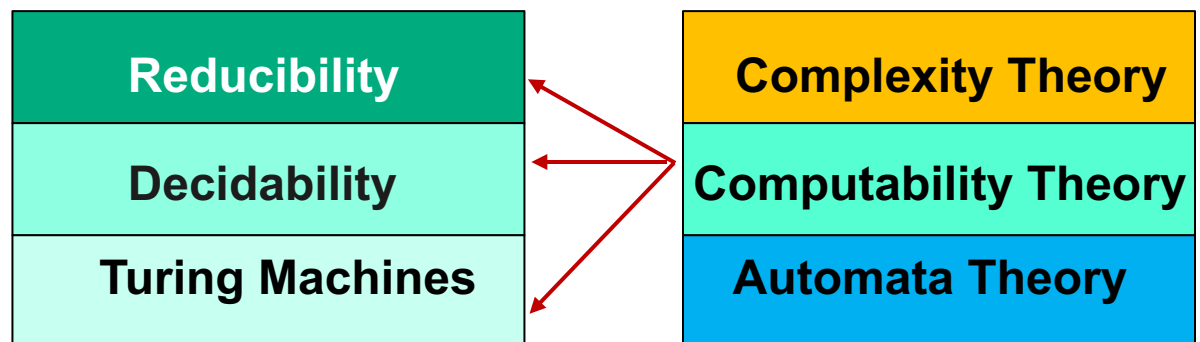 Reducibility
Decidability
Turing Machines
Complexity Theory
Computability Theory
Automata Theory